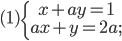 (1) { x + ay = 1
ax + y = 2a;